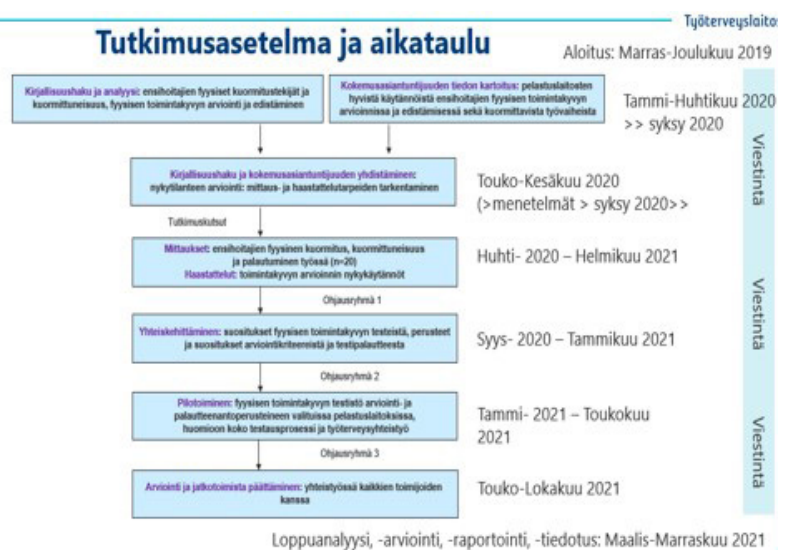 Työterveyslaitos
Tutkimusasetelma ja aikataulu
Aloitus: Marras-Joulukuu 2019
Kirjallisuushaku ja analyysi: ensihoitajien fyysiset kuormitustekijät ja
kuormittuneisuus, fyysisen toimintakyvyn arviointi ja edistäminen
Kokemusasiantuntijuuden tiedon kartoitus: pelastuslaitosten
hyvistä käytännöistä ensihoitajien fyysisen toimintakyvyn
arvioinnissa ja edistämisessä sekä kuormittavista työvaiheista
Tammi-Huhtikuu 2020
>> syksy 2020
Viestintä
Kirjallisuushaku ja kokemusasiantuntijuuden yhdistäminen:
nykytilanteen arviointi: mittaus- ja haastattelutarpeiden tarkentaminen
Touko-Kesäkuu 2020
(>menetelmät > syksy 2020>>
Tutkimuskutsut
Mittaukset: ensihoitajien fyysinen kuormitus, kuormittuneisuus
ja palautuminen työssä (n=20)
Haastattelut: toimintakyvyn arvioinnin nykykäytännöt
Huhti- 2020 – Helmikuu 2021
Ohjausryhmä 1
Viestintä
Yhteiskehittäminen: suositukset fyysisen toimintakyvyn testeistä, perusteet
ja suositukset arviointikriteereistä ja testipalautteesta
Syys- 2020 – Tammikuu 2021
Ohjausryhmä 2
Pilotoiminen: fyysisen toimintakyvyn testistö arviointi- ja
palautteenantoperusteineen valituissa pelastuslaitoksissa,
huomioon koko testausprosessi ja työterveysyhteistyö
Tammi- 2021 – Toukokuu
2021
Ohjausryhmä 3
Viestintä
Arviointi ja jatkotoimista päättäminen: yhteistyössä kaikkien toimijoiden
kanssa
Touko-Lokakuu 2021
Loppuanalyysi, -arviointi, -raportointi, -tiedotus: Maalis-Marraskuu 2021